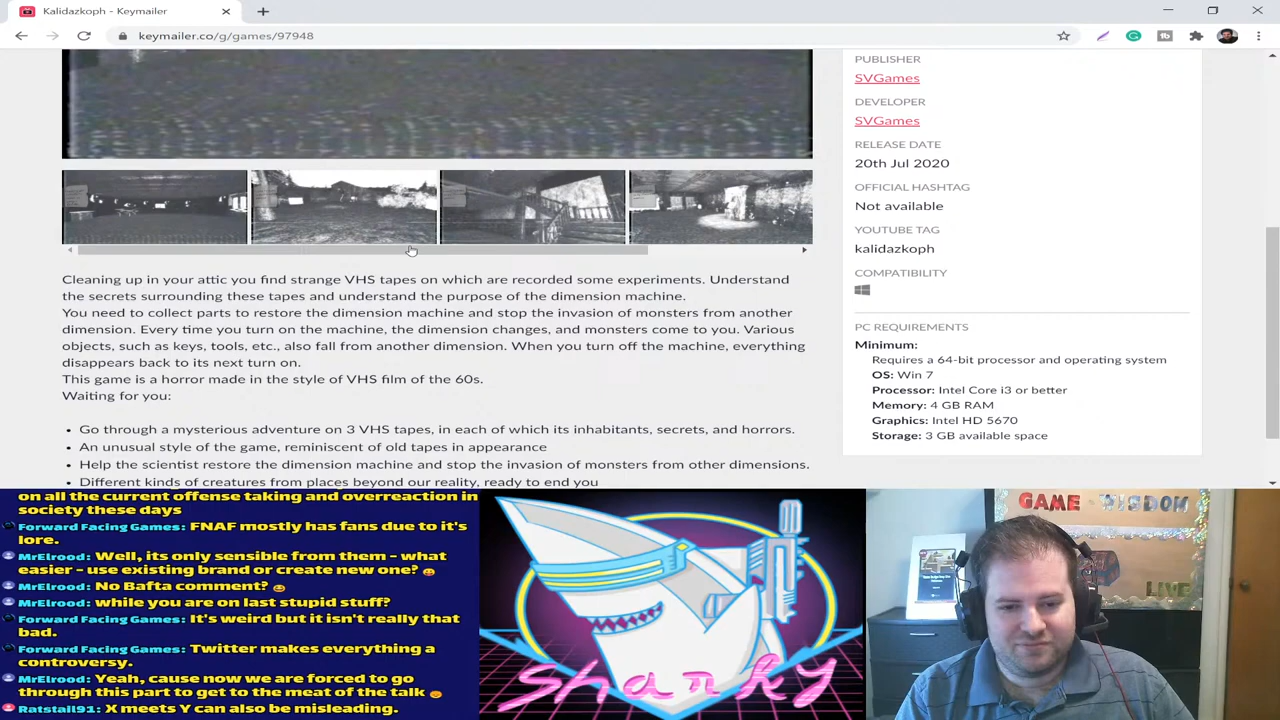 Kalidazkoph - Keymailer
keymailer.co/g/games/97948
PUBLISHER
SVGames
DEVELOPER
SVGames
RELEASE DATE
20th Jul 2020
OFFICIAL HASHTAG
Not available
YOUTUBE TAG
kalidazkoph
COMPATIBILITY
PC REQUIREMENTS
Minimum:
Requires a 64-bit processor and operating system
OS: Win 7
Processor: Intel Core i3 or better
Memory: 4 GB RAM
Graphics: Intel HD 5670
Storage: 3 GB available space
Cleaning up in your attic you find strange VHS tapes on which are recorded some experiments. Understand
the secrets surrounding these tapes and understand the purpose of the dimension machine.
You need to collect parts to restore the dimension machine and stop the invasion of monsters from another
dimension. Every time you turn on the machine, the dimension changes, and monsters come to you. Various
objects, such as keys, tools, etc., also fall from another dimension. When you turn off the machine, everything
disappears back to its next turn on.
This game is a horror made in the style of VHS film of the 60s.
Waiting for you:
• Go through a mysterious adventure on 3 VHS tapes, in each of which its inhabitants, secrets, and horrors.
• An unusual style of the game, reminiscent of old tapes in appearance
• Help the scientist restore the dimension machine and stop the invasion of monsters from other dimensions.
• Different kinds of creatures from places beyond our reality, ready to end you
on all the current offense taking and overreaction in
society these days
Forward Facing Games: FNAF mostly has fans due to it's
lore.
MrElrood: Well, its only sensible from them - what
easier - use existing brand or create new one?
MrElrood: No Bafta comment?
MrElrood: while you are on last stupid stuff?
Forward Facing Games: It's weird but it isn't really that
bad.
Forward Facing Games: Twitter makes everything a
controversy.
MrElrood: Yeah, cause now we are forced to go
through this part to get to the meat of the talk
Ratstail91: X meets Y can also be misleading.
Sharky
GAME WISDOM
LIVE